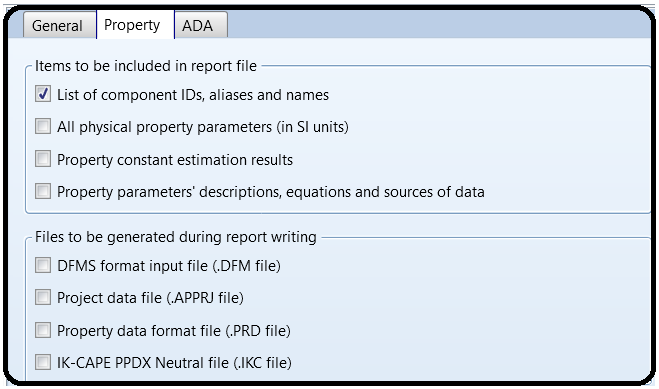 General
Property
ADA
Items to be included in report file
List of component IDs, aliases and names
All physical property parameters (in SI units)
Property constant estimation results
Property parameters' descriptions, equations and sources of data
Files to be generated during report writing
DFMS format input file (.DFM file)
Project data file (.APPRJ file)
Property data format file (.PRD file)
IK-CAPE PPDX Neutral file (.IKC file)